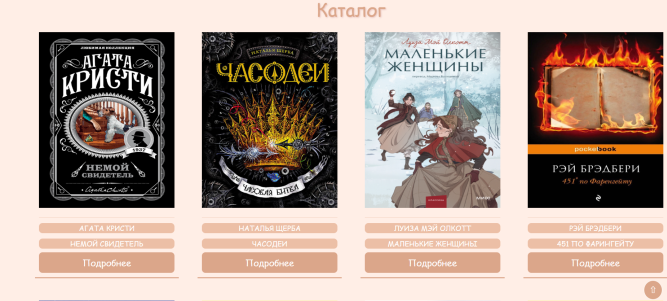 Каталог
ЛЮБИМАЯ КОЛЛЕКЦИЯ
АГАТА
КРИСТИ
1937
НЕМОЙ
СВИДЕТЕЛЬ
Agatha Christie
АГАТА КРИСТИ
НЕМОЙ СВИДЕТЕЛЬ
Подробнее
НАТАЛЬЯ ЩЕРБА
ЧАСОДЕИ
ЧАСОВАЯ БИТВА
НАТАЛЬЯ ЩЕРБА
ЧАСОДЕИ
Подробнее
Луиза Мэй Олкотт
МАЛЕНЬКИЕ
ЖЕНЩИНЫ
ЛУИЗА МЭЙ ОЛКОТТ
МАЛЕНЬКИЕ ЖЕНЩИНЫ
Подробнее
pocketbook
РЭЙ БРЭДБЕРИ
451° по Фаренгейту
РЭЙ БРЭДБЕРИ
451 ПО ФАРИНГЕЙТУ
Подробнее
0